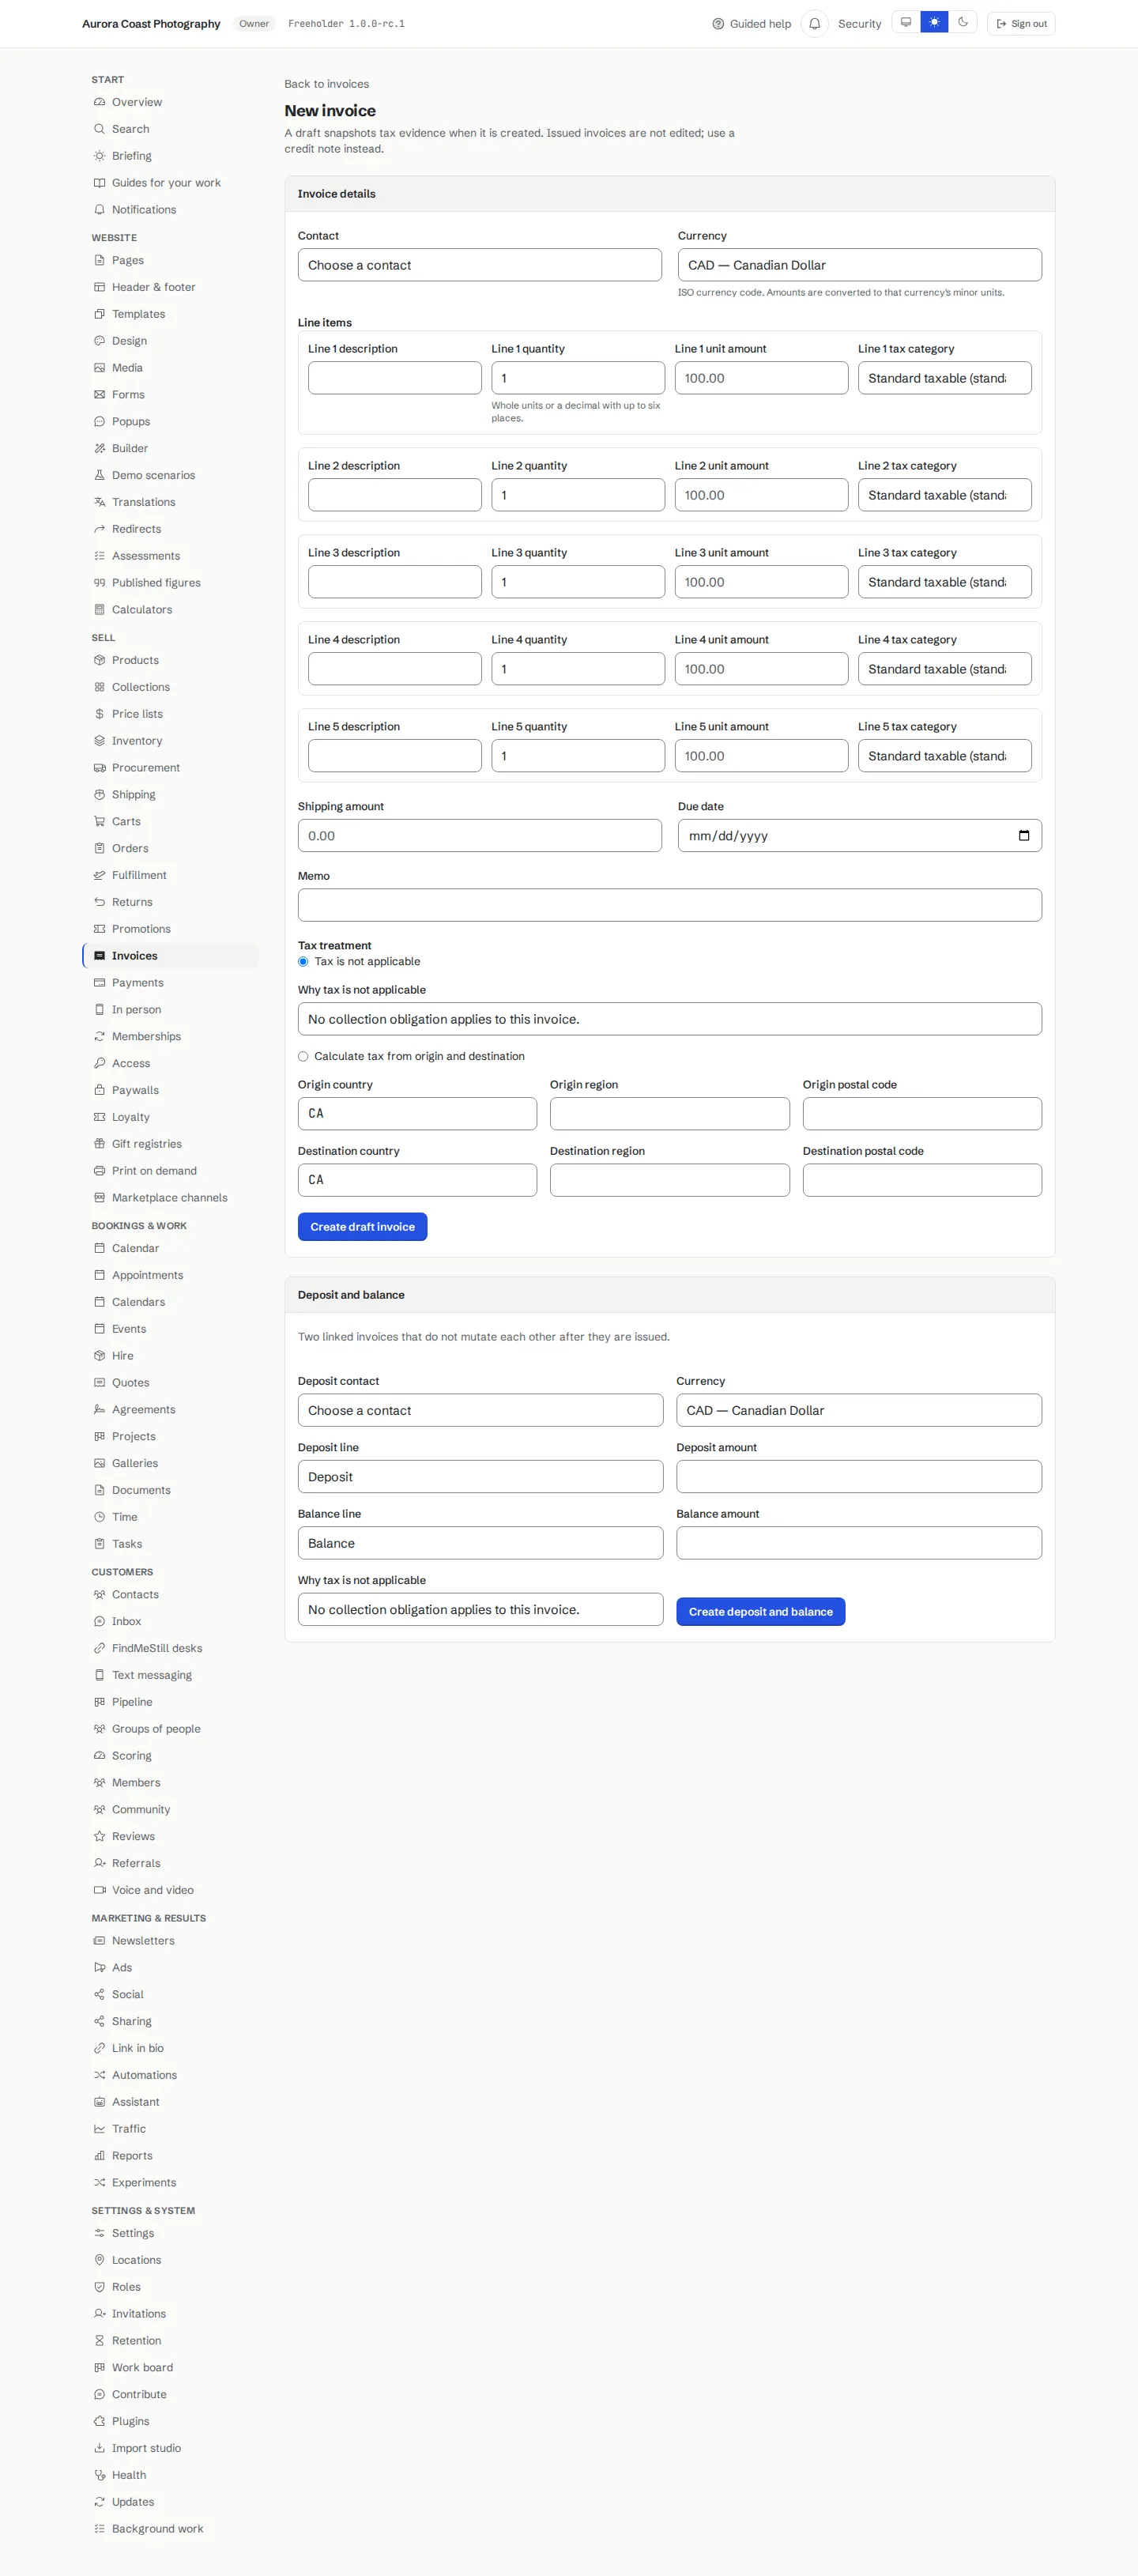 Aurora Coast Photography Owner Freeholder 1.0.0-rc.1 Guided help Security Sign out
START
Overview
Search
Briefing
Guides for your work
Notifications
WEBSITE
Pages
Header & footer
Templates
Design
Media
Forms
Popups
Builder
Demo scenarios
Translations
Redirects
Assessments
Published figures
Calculators
SELL
Products
Collections
Price lists
Inventory
Procurement
Shipping
Carts
Orders
Fulfillment
Returns
Promotions
Invoices
Payments
In person
Memberships
Access
Paywalls
Loyalty
Gift registries
Print on demand
Marketplace channels
BOOKINGS & WORK
Calendar
Appointments
Calendars
Events
Hire
Quotes
Agreements
Projects
Galleries
Documents
Time
Tasks
CUSTOMERS
Contacts
Inbox
FindMeStill desks
Text messaging
Pipeline
Groups of people
Scoring
Members
Community
Reviews
Referrals
Voice and video
MARKETING & RESULTS
Newsletters
Ads
Social
Sharing
Link in bio
Automations
Assistant
Traffic
Reports
Experiments
SETTINGS & SYSTEM
Settings
Locations
Roles
Invitations
Retention
Work board
Contribute
Plugins
Import studio
Health
Updates
Background work
Back to invoices
New invoice
A draft snapshots tax evidence when it is created. Issued invoices are not edited; use a
credit note instead.
Invoice details
Contact Currency
Choose a contact CAD — Canadian Dollar
ISO currency code. Amounts are converted to that currency's minor units.
Line items
Line 1 description Line 1 quantity Line 1 unit amount Line 1 tax category
1 100.00 Standard taxable (standa
Whole units or a decimal with up to six
places.
Line 2 description Line 2 quantity Line 2 unit amount Line 2 tax category
1 100.00 Standard taxable (standa
Line 3 description Line 3 quantity Line 3 unit amount Line 3 tax category
1 100.00 Standard taxable (standa
Line 4 description Line 4 quantity Line 4 unit amount Line 4 tax category
1 100.00 Standard taxable (standa
Line 5 description Line 5 quantity Line 5 unit amount Line 5 tax category
1 100.00 Standard taxable (standa
Shipping amount Due date
0.00 mm/dd/yyyy
Memo
Tax treatment
Tax is not applicable
Why tax is not applicable
No collection obligation applies to this invoice.
Calculate tax from origin and destination
Origin country Origin region Origin postal code
CA
Destination country Destination region Destination postal code
CA
Create draft invoice
Deposit and balance
Two linked invoices that do not mutate each other after they are issued.
Deposit contact Currency
Choose a contact CAD — Canadian Dollar
Deposit line Deposit amount
Deposit
Balance line Balance amount
Balance
Why tax is not applicable
No collection obligation applies to this invoice. Create deposit and balance